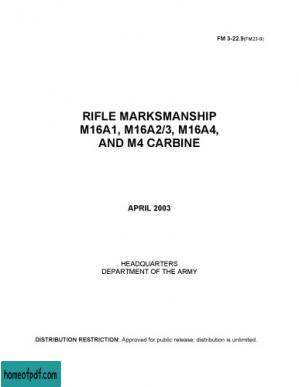 FM 3-22.9(FM23-9)
RIFLE MARKSMANSHIP
M16A1, M16A2/3, M16A4,
AND M4 CARBINE
APRIL 2003
HEADQUARTERS
DEPARTMENT OF THE ARMY
DISTRIBUTION RESTRICTION: Approved for public release; distribution is unlimited.
homeofpdf.com